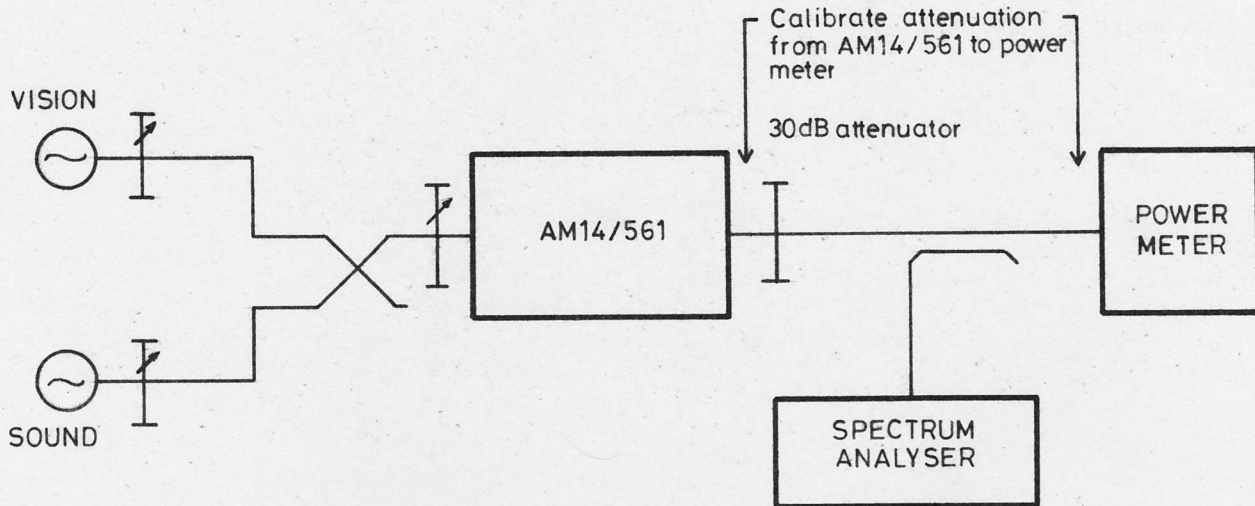 Calibrate attenuation
from AM14/561 to power
meter
30dB attenuator
VISION
AM14/561
POWER
METER
SOUND
SPECTRUM
ANALYSER